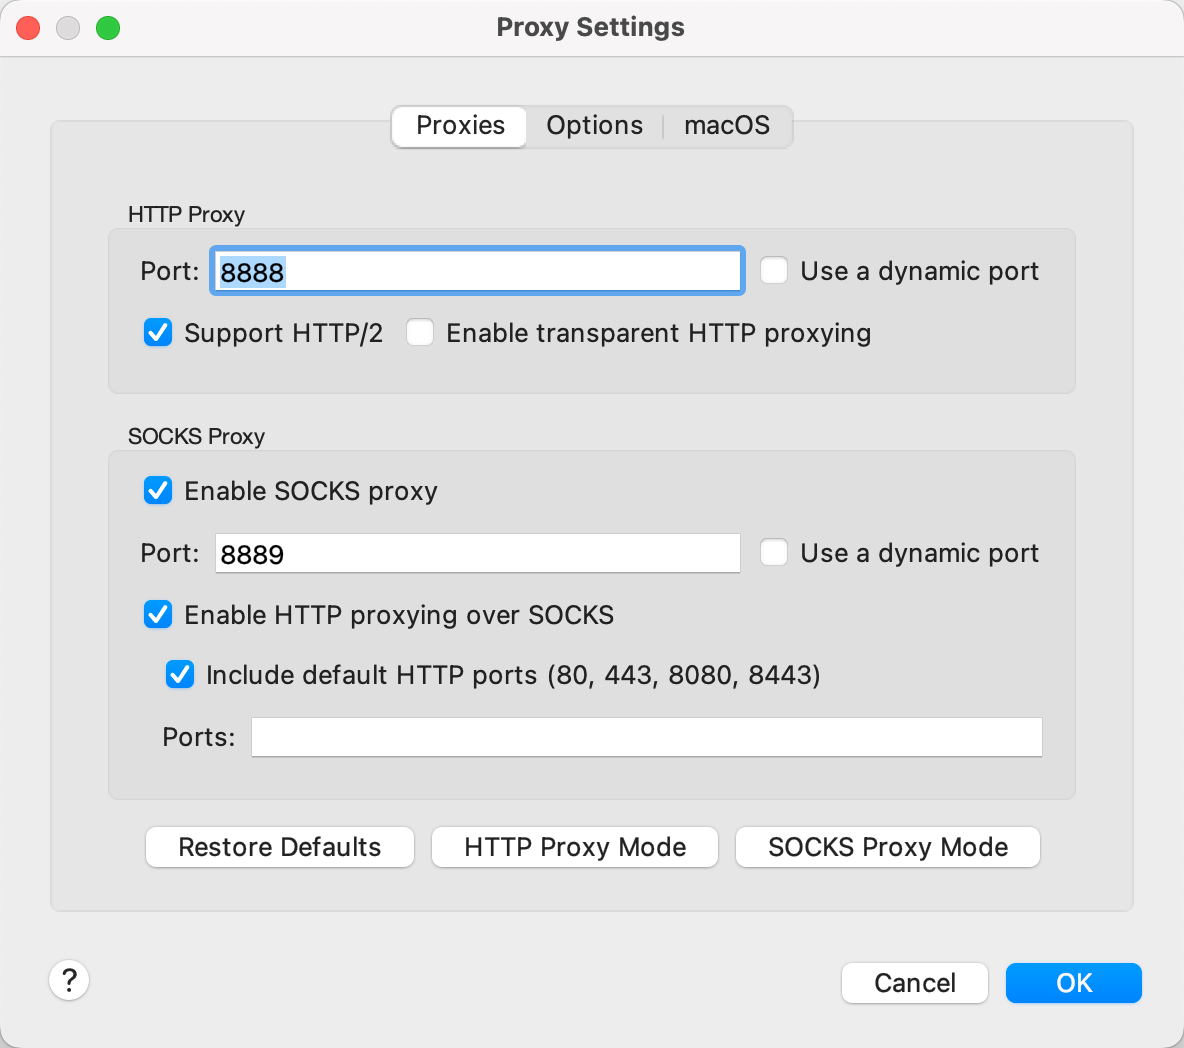 Proxy Settings
Proxies Options macOS
HTTP Proxy
Port: 8888 Use a dynamic port
Support HTTP/2 Enable transparent HTTP proxying
SOCKS Proxy
Enable SOCKS proxy
Port: 8889 Use a dynamic port
Enable HTTP proxying over SOCKS
Include default HTTP ports (80, 443, 8080, 8443)
Ports:
Restore Defaults HTTP Proxy Mode SOCKS Proxy Mode
? Cancel OK